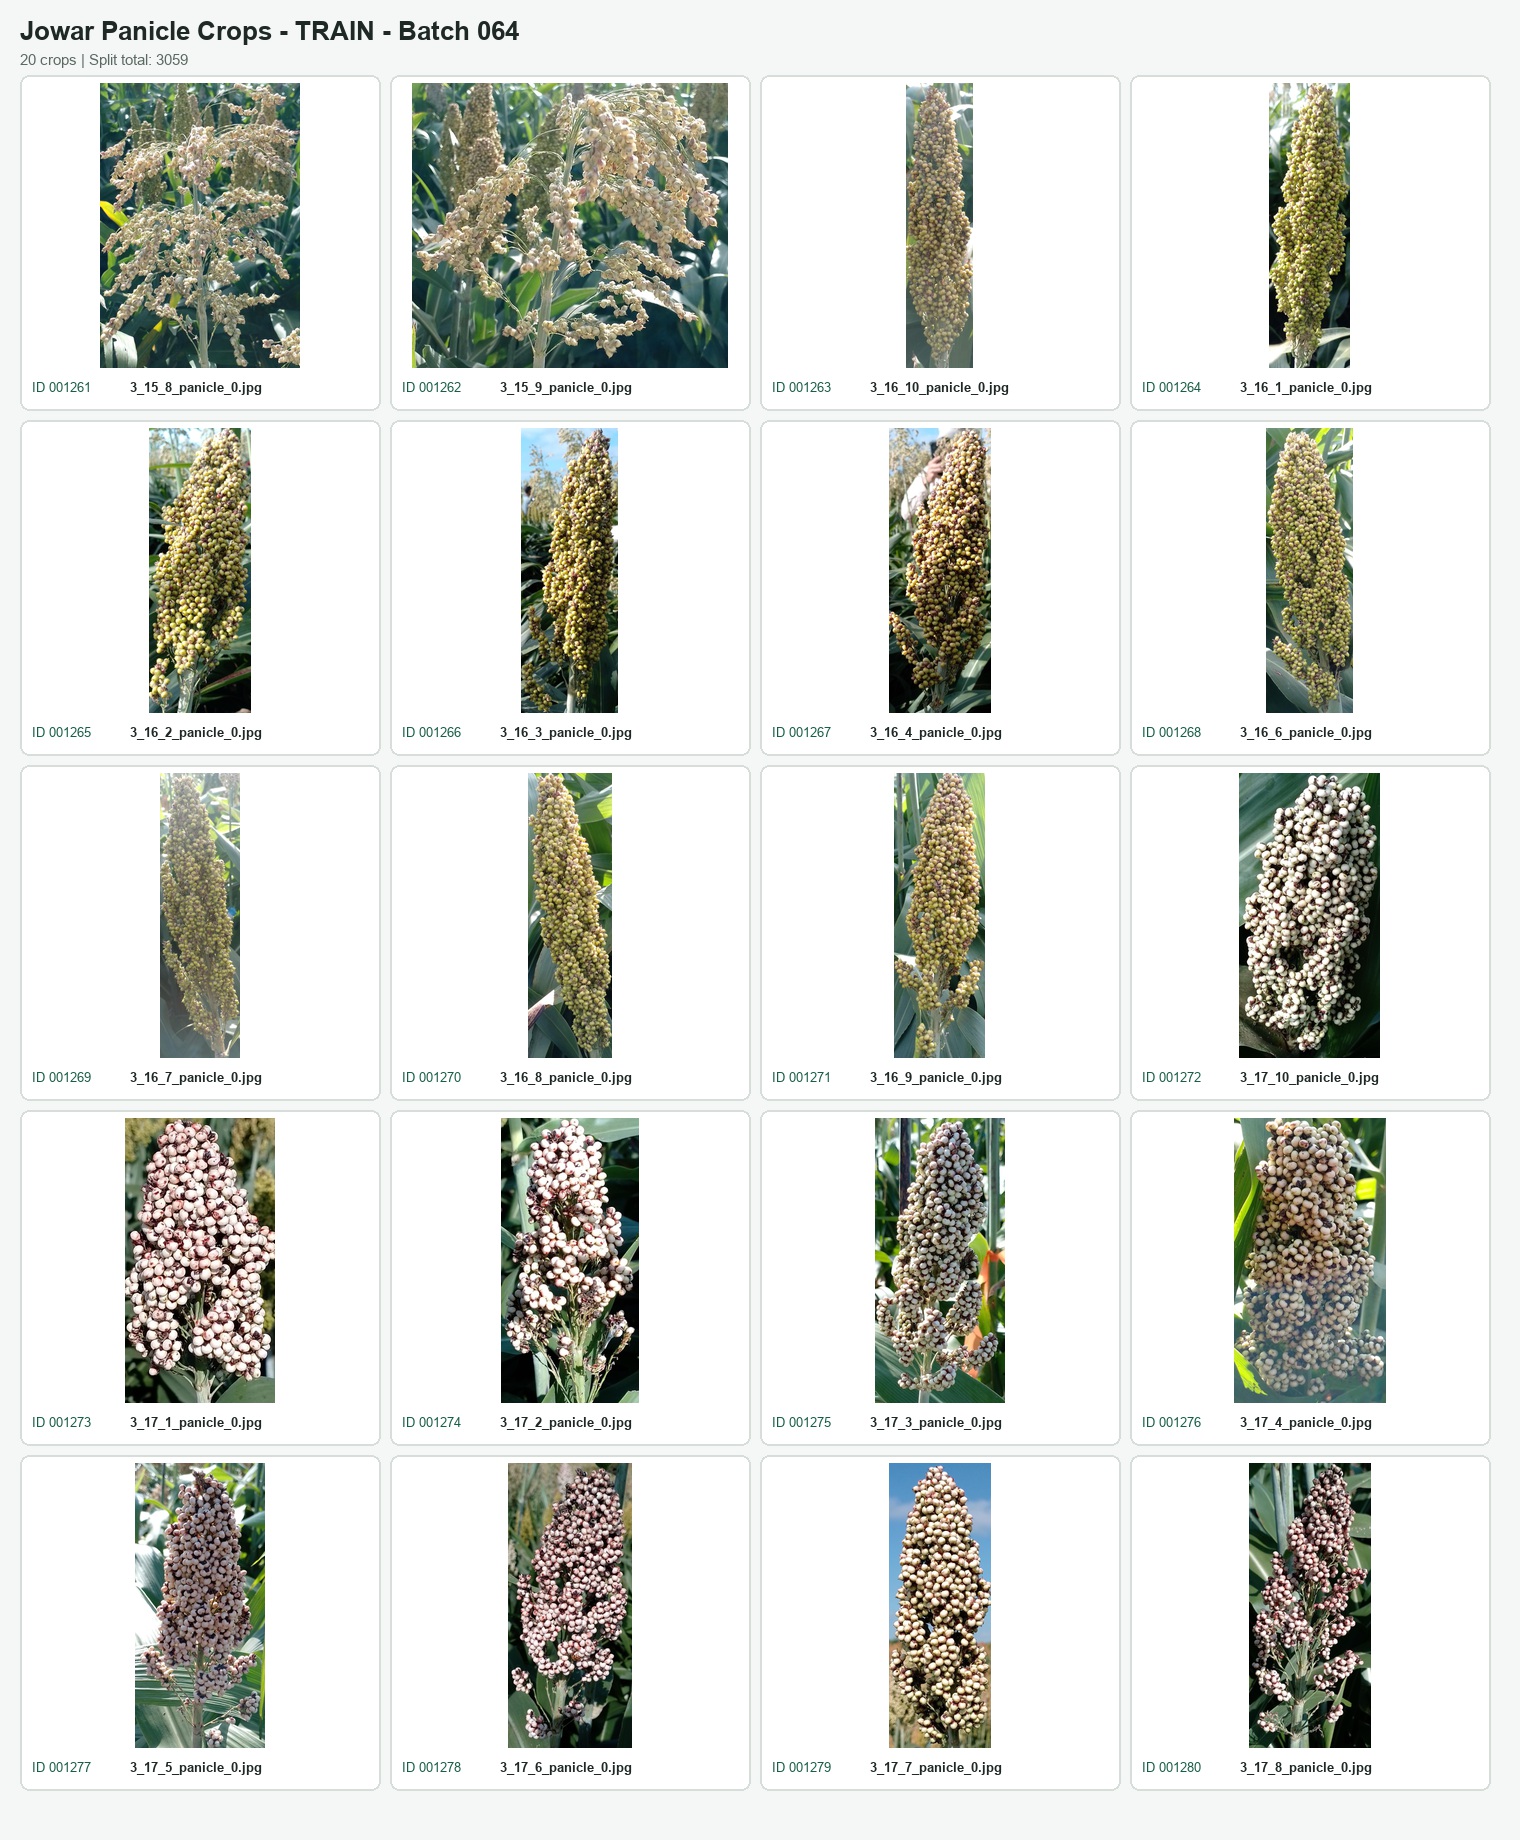 Jowar Panicle Crops - TRAIN - Batch 064
20 crops | Split total: 3059
ID 001261 3_15_8_panicle_0.jpg
ID 001262 3_15_9_panicle_0.jpg
ID 001263 3_16_10_panicle_0.jpg
ID 001264 3_16_1_panicle_0.jpg
ID 001265 3_16_2_panicle_0.jpg
ID 001266 3_16_3_panicle_0.jpg
ID 001267 3_16_4_panicle_0.jpg
ID 001268 3_16_6_panicle_0.jpg
ID 001269 3_16_7_panicle_0.jpg
ID 001270 3_16_8_panicle_0.jpg
ID 001271 3_16_9_panicle_0.jpg
ID 001272 3_17_10_panicle_0.jpg
ID 001273 3_17_1_panicle_0.jpg
ID 001274 3_17_2_panicle_0.jpg
ID 001275 3_17_3_panicle_0.jpg
ID 001276 3_17_4_panicle_0.jpg
ID 001277 3_17_5_panicle_0.jpg
ID 001278 3_17_6_panicle_0.jpg
ID 001279 3_17_7_panicle_0.jpg
ID 001280 3_17_8_panicle_0.jpg